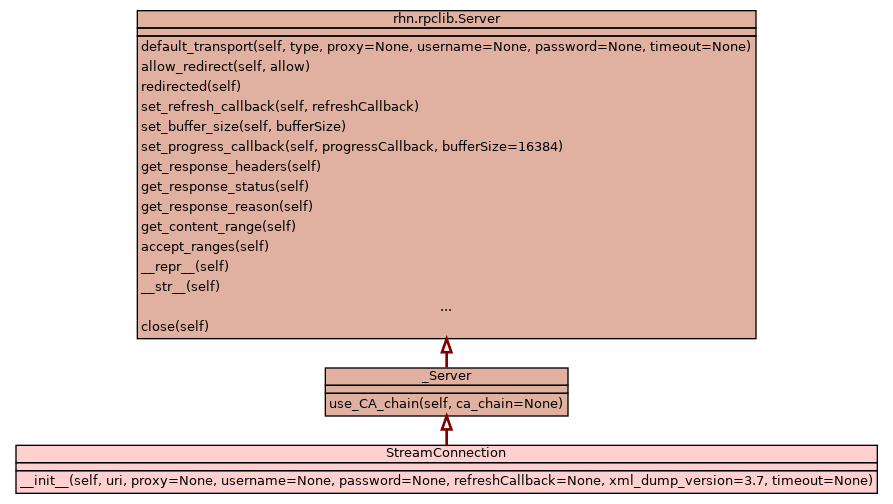 rhn.rpclib.Server
default_transport(self, type, proxy=None, username=None, password=None, timeout=None)
allow_redirect(self, allow)
redirected(self)
set_refresh_callback(self, refreshCallback)
set_buffer_size(self, bufferSize)
set_progress_callback(self, progressCallback, bufferSize=16384)
get_response_headers(self)
get_response_status(self)
get_response_reason(self)
get_content_range(self)
accept_ranges(self)
__repr__(self)
__str__(self)
...
close(self)
_Server
use_CA_chain(self, ca_chain=None)
StreamConnection
__init__(self, uri, proxy=None, username=None, password=None, refreshCallback=None, xml_dump_version=3.7, timeout=None)